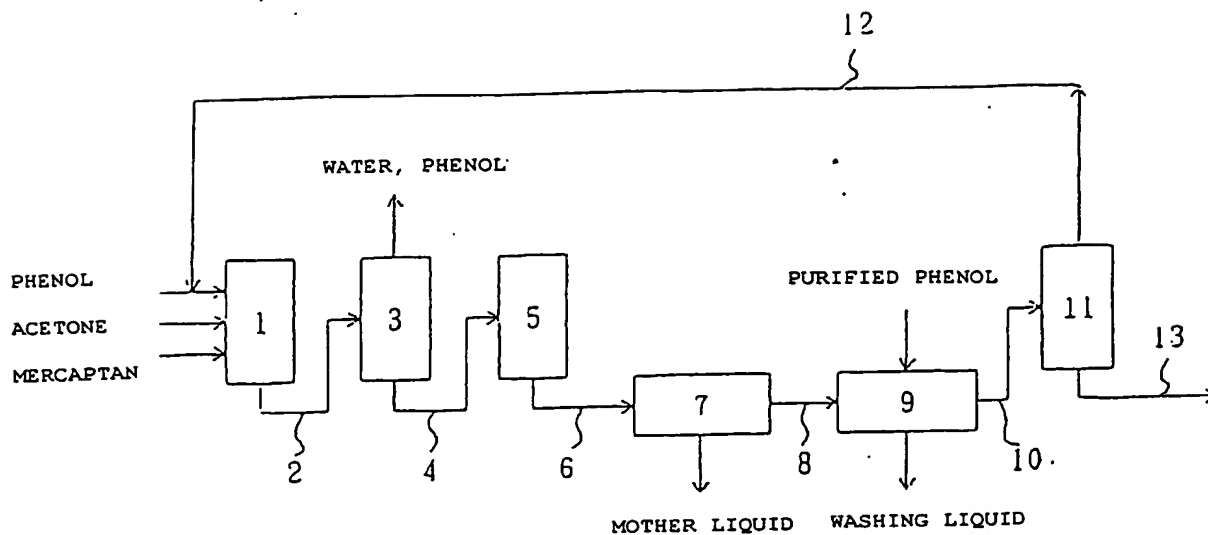 12
WATER, PHENOL
PHENOL
ACETONE
MERCAPTAN
1
3
5
PURIFIED PHENOL
11
13
7
9
2
4
6
8
10.
MOTHER LIQUID
WASHING LIQUID